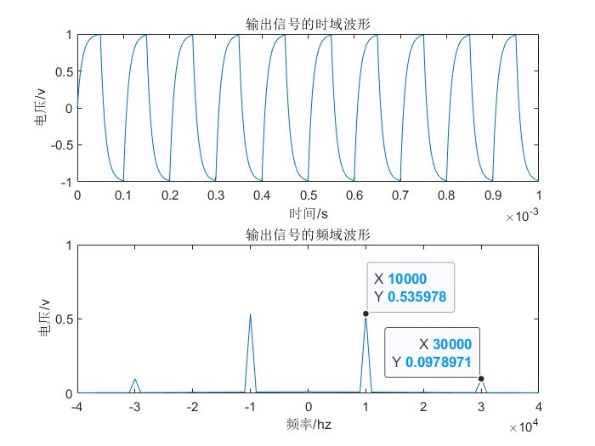 输出信号的时域波形
1
0.5
0
-0.5
-1
电压/v
0 0.1 0.2 0.3 0.4 0.5 0.6 0.7 0.8 0.9 1
时间/s
×10-3
输出信号的频域波形
1
0.5
0
电压/v
X 10000
Y 0.535978
X 30000
Y 0.0978971
-4 -3 -2 -1 0 1 2 3 4
频率/hz
×104